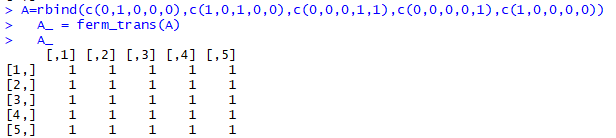 > A=rbind(c(0,1,0,0,0),c(1,0,1,0,0),c(0,0,0,1,1),c(0,0,0,0,1),c(1,0,0,0,0))
>   A_ = ferm_trans(A)
>   A_
     [,1] [,2] [,3] [,4] [,5]
[1,]    1    1    1    1    1
[2,]    1    1    1    1    1
[3,]    1    1    1    1    1
[4,]    1    1    1    1    1
[5,]    1    1    1    1    1